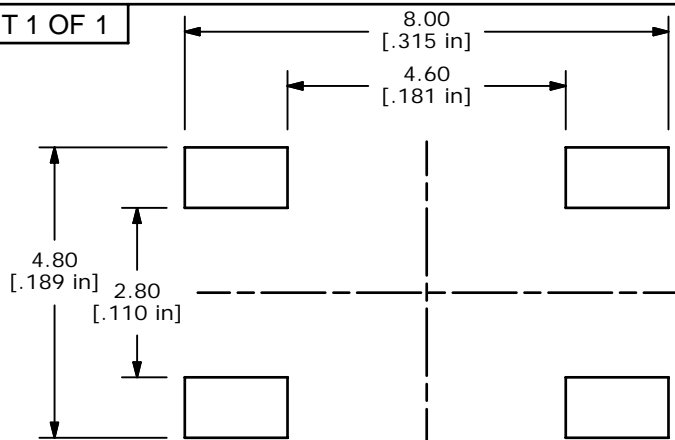 T 1 OF 1
8.00
[.315 in]
4.60
[.181 in]
4.80
[.189 in]
2.80
[.110 in]